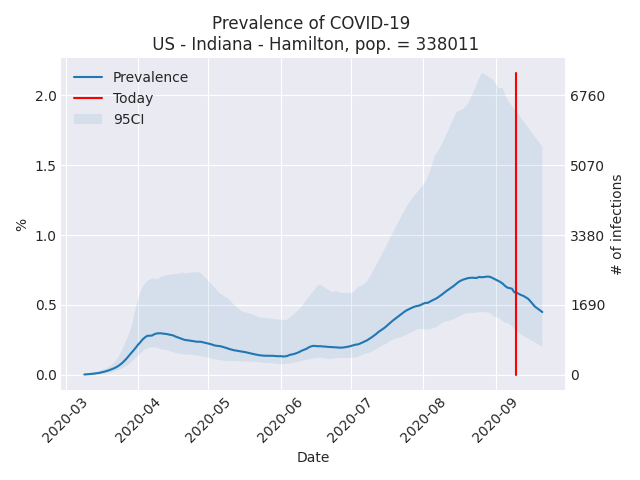 Prevalence of COVID-19
US - Indiana - Hamilton, pop. = 338011
Prevalence
Today
95CI
2.0
1.5
1.0
0.5
0.0
%
6760
5070
3380
1690
0
# of infections
2020-03
2020-04
2020-05
2020-06
2020-07
2020-08
2020-09
Date